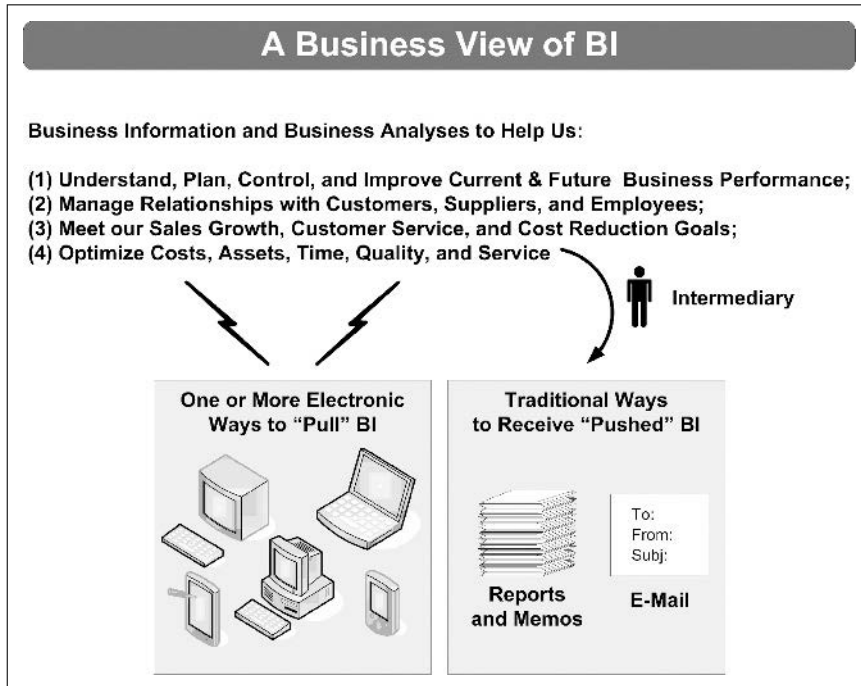 A Business View of BI
Business Information and Business Analyses to Help Us:
(1) Understand, Plan, Control, and Improve Current & Future Business Performance;
(2) Manage Relationships with Customers, Suppliers, and Employees;
(3) Meet our Sales Growth, Customer Service, and Cost Reduction Goals;
(4) Optimize Costs, Assets, Time, Quality, and Service
Intermediary
One or More Electronic
Ways to “Pull” BI
Traditional Ways
to Receive “Pushed” BI
To:
From:
Subj:
Reports
and Memos
E-Mail